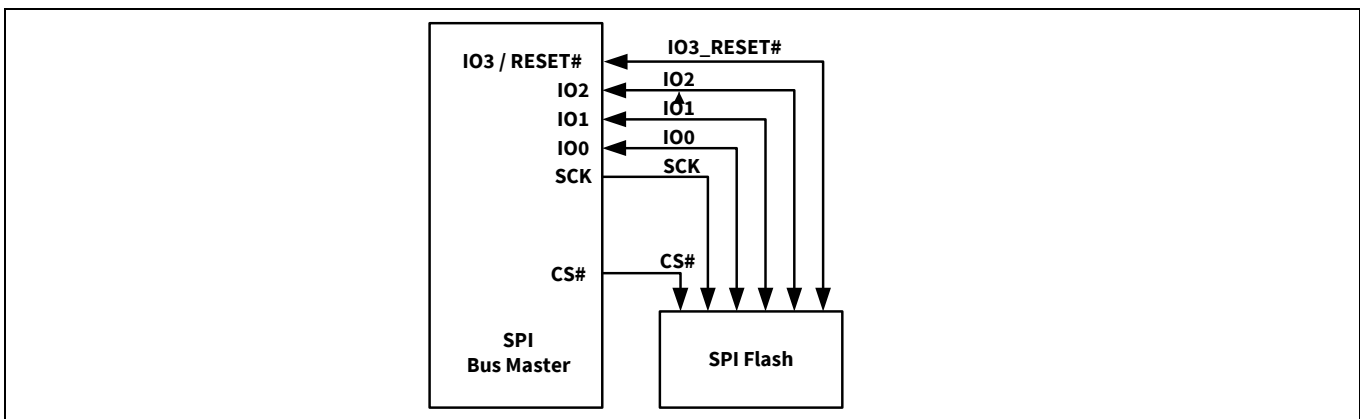 IO3_RESET#
IO3 / RESET#
IO2
IO2
IO1
IO1
IO0
IO0
SCK
SCK
CS#
CS#
SPI
Bus Master
SPI Flash